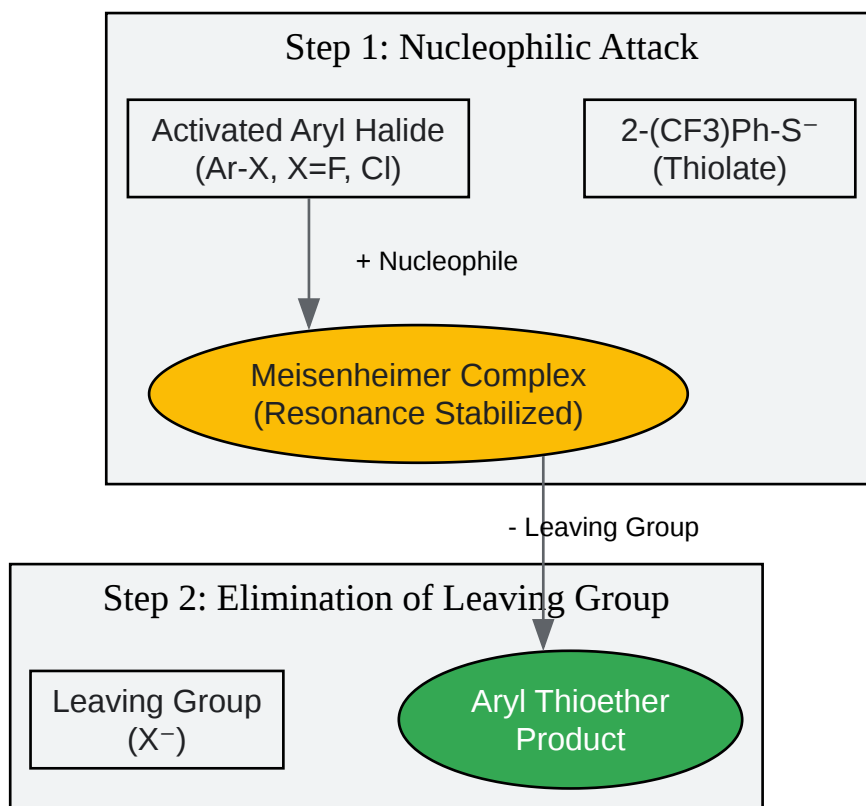 Step 1: Nucleophilic Attack
Activated Aryl Halide
(Ar-X, X=F, Cl)
2-(CF3)Ph-S⁻
(Thiolate)
+ Nucleophile
Meisenheimer Complex
(Resonance Stabilized)
- Leaving Group
Step 2: Elimination of Leaving Group
Leaving Group
(X⁻)
Aryl Thioether
Product